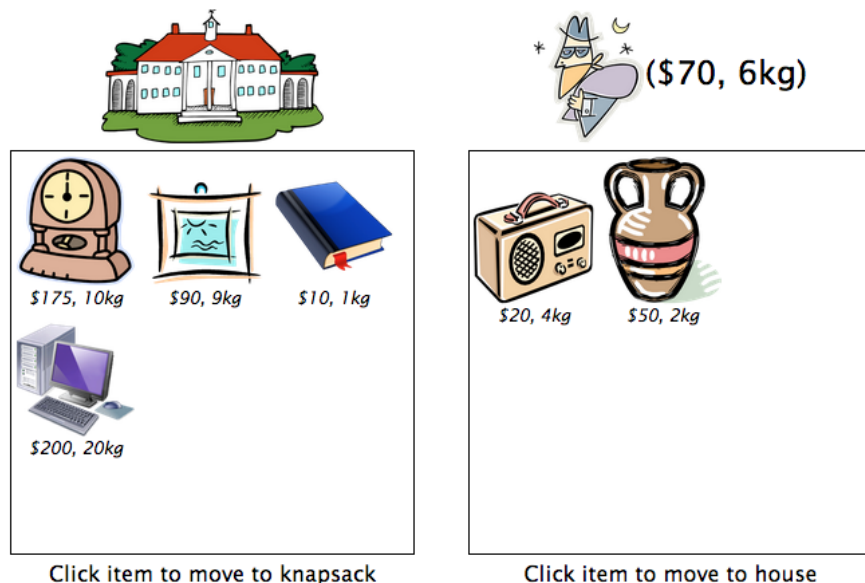 ($70, 6kg)
$175, 10kg
$90, 9kg
$10, 1kg
$200, 20kg
Click item to move to knapsack
$20, 4kg
$50, 2kg
Click item to move to house